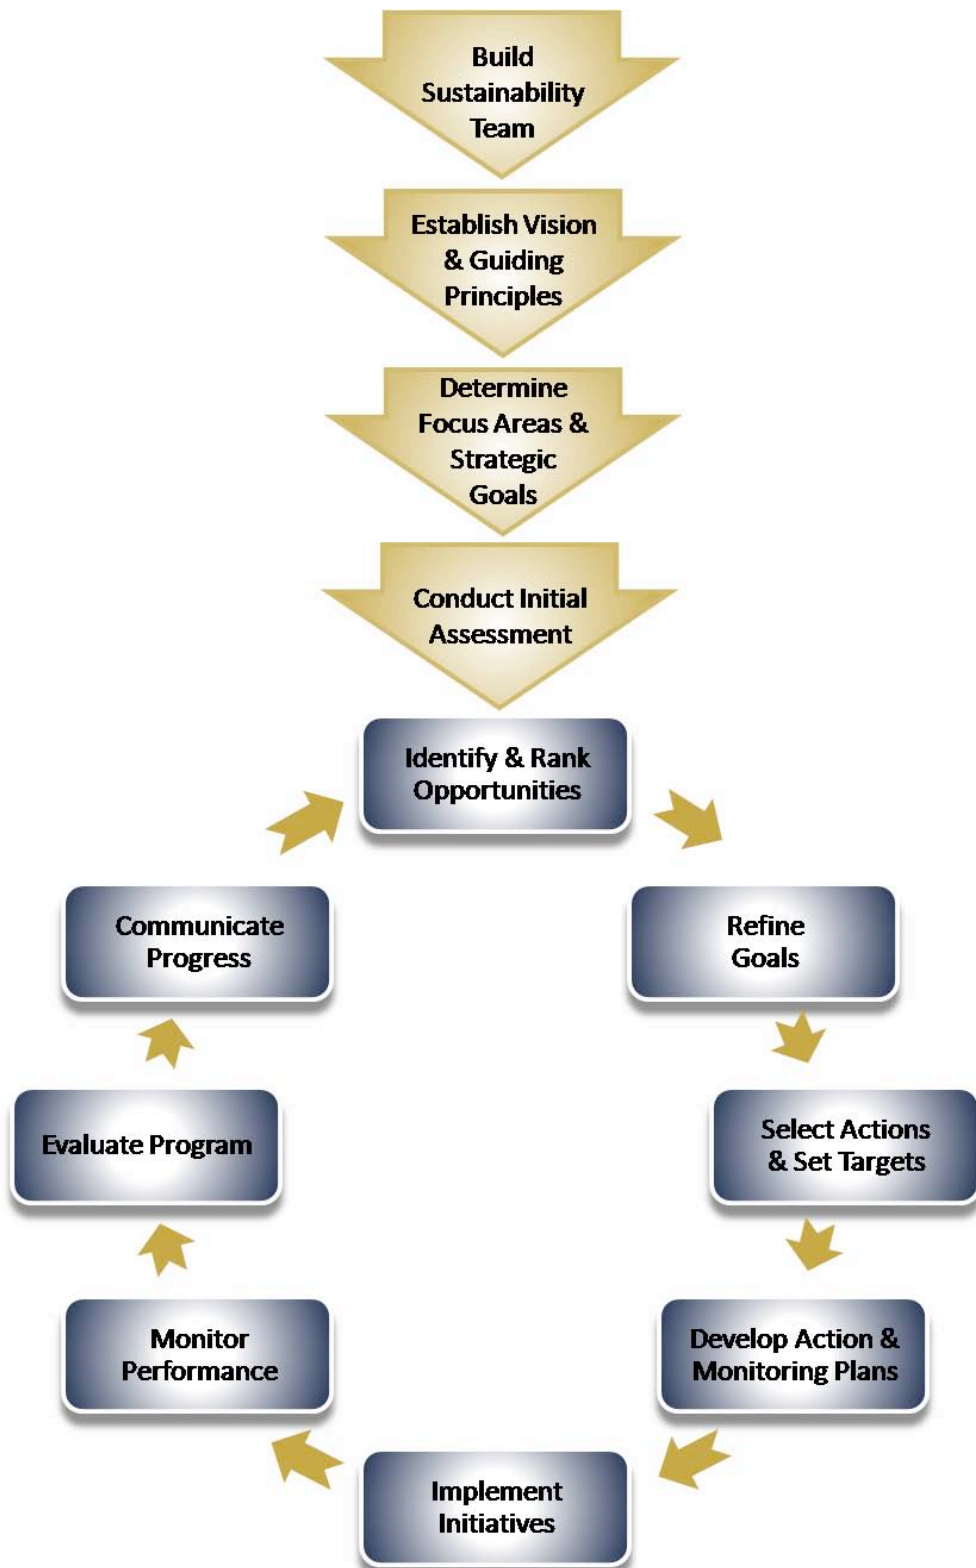 Build
Sustainability
Team
Establish Vision
& Guiding
Principles
Determine
Focus Areas &
Strategic
Goals
Conduct Initial
Assessment
Identify & Rank
Opportunities
Refine
Goals
Select Actions
& Set Targets
Develop Action &
Monitoring Plans
Implement
Initiatives
Monitor
Performance
Evaluate Program
Communicate
Progress